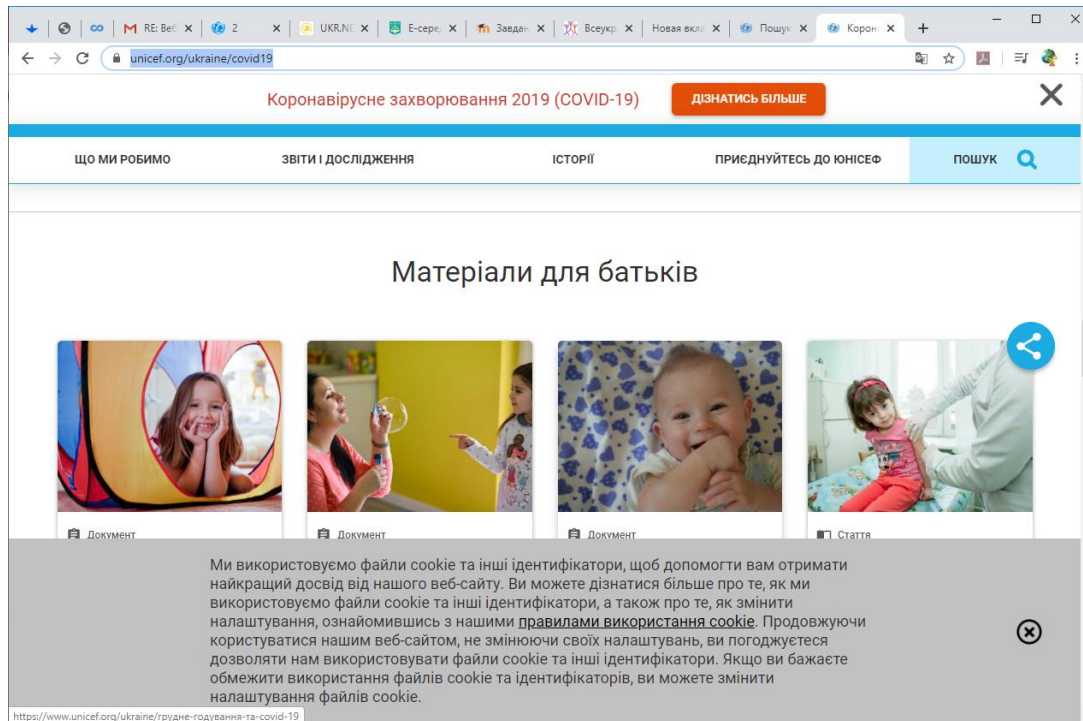 RE: Веб
2
UKR.NE
Е-серед
Завдан
Всеукр
Новая вкла
Пошук
Корон
unicef.org/ukraine/covid19
Коронавірусне захворювання 2019 (COVID-19)
ДІЗНАТИСЬ БІЛЬШЕ
ЩО МИ РОБИМО
ЗВІТИ І ДОСЛІДЖЕННЯ
ІСТОРІЇ
ПРИЄДНУЙТЕСЬ ДО ЮНІСЕФ
ПОШУК
Матеріали для батьків
Документ
Документ
Документ
Стаття
Ми використовуємо файли cookie та інші ідентифікатори, щоб допомогти вам отримати
найкращий досвід від нашого веб-сайту. Ви можете дізнатися більше про те, як ми
використовуємо файли cookie та інші ідентифікатори, а також про те, як змінити
налаштування, ознайомившись з нашими правилами використання cookie. Продовжуючи
користуватися нашим веб-сайтом, не змінюючи своїх налаштувань, ви погоджуєтеся
дозволяти нам використовувати файли cookie та інші ідентифікатори. Якщо ви бажаєте
обмежити використання файлів cookie та ідентифікаторів, ви можете змінити
налаштування файлів cookie.
https://www.unicef.org/ukraine/грудне-годування-та-covid-19